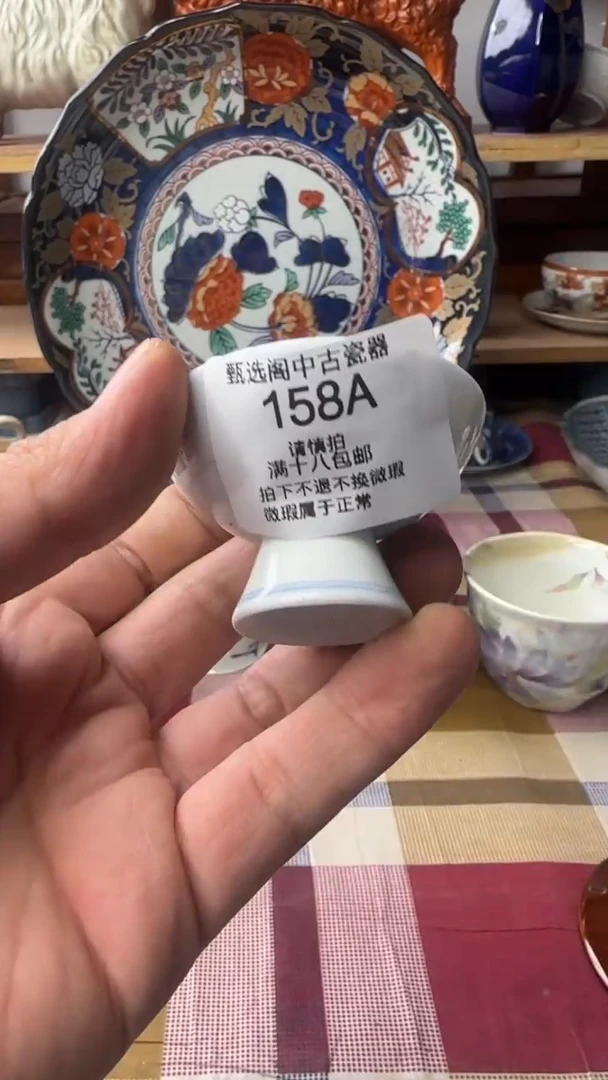 甄选阁中古瓷器
158A
请慎拍
满十八包邮
拍下不退不换微瑕
微瑕属于正常